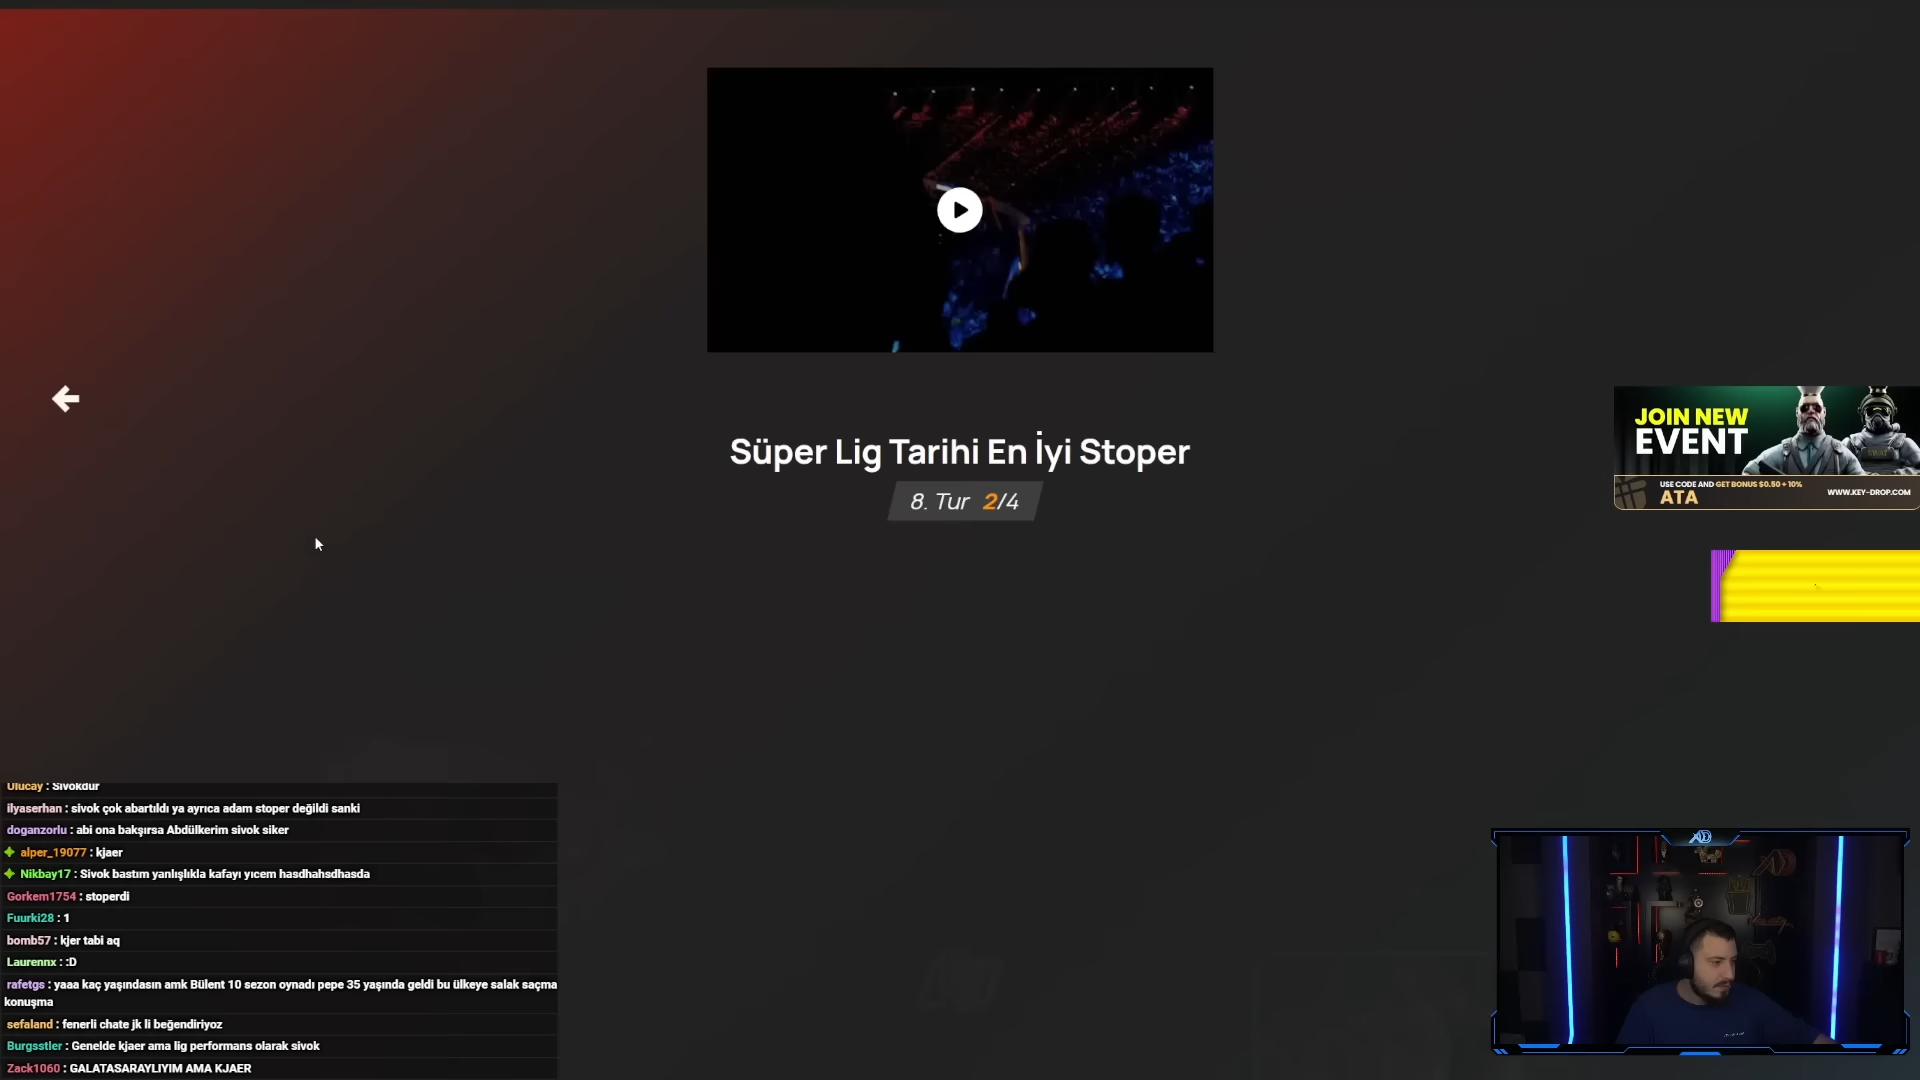 Süper Lig Tarihi En İyi Stoper
8. Tur 2/4
JOIN NEW
EVENT
USE CODE AND GET BONUS $0.50 + 10%
ATA
WWW.KEY-DROP.COM
Ulucay : Sivokdur
ilyaserhan : sivok çok abartıldı ya ayrıca adam stoper değildi sanki
doganzorlu : abi ona bakşırsa Abdülkerim sivok siker
alper_19077 : kjaer
Nikbay17 : Sivok bastım yanlışlıkla kafayı yıcem hasdhahsdhasda
Gorkem1754 : stoperdi
Fuurki28 : 1
bomb57 : kjer tabi aq
Laurennx : :D
rafetgs : yaaa kaç yaşındasın amk Bülent 10 sezon oynadı pepe 35 yaşında geldi bu ülkeye salak saçma
konuşma
sefaland : fenerli chate jk li beğendiriyoz
Burgsstler : Genelde kjaer ama lig performans olarak sivok
Zack1060 : GALATASARAYLIYIM AMA KJAER